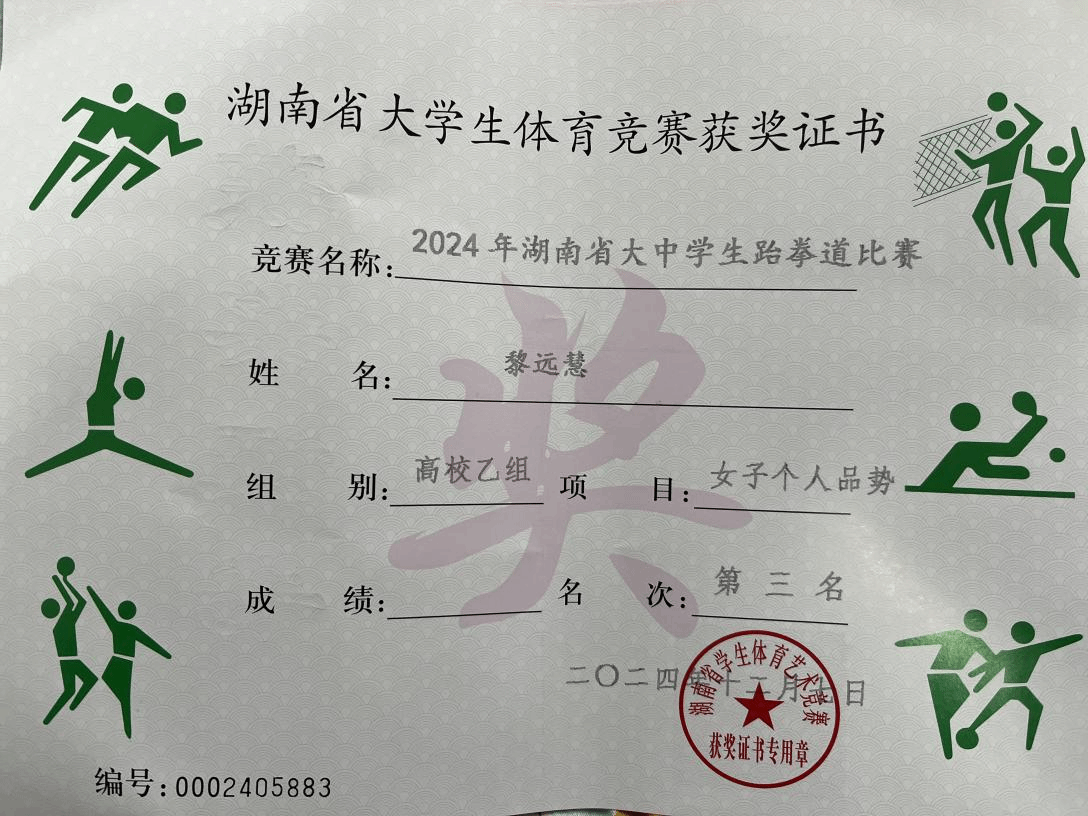 湖南省大学生体育竞赛获奖证书
竞赛名称：2024年湖南省大中学生跆拳道比赛
姓 名：黎远慧
组 别：高校乙组 项 目：女子个人品势
成 绩： 名 次：第三名
二〇二四年十二月七日
湖南省学生体育艺术竞赛
获奖证书专用章
编号：0002405883
奖